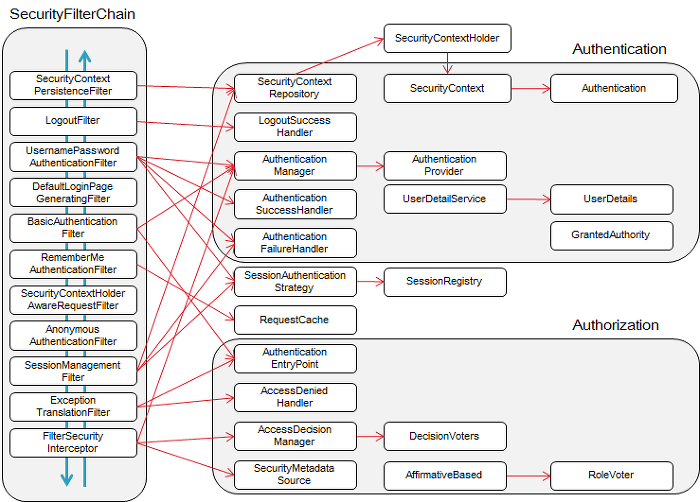 SecurityFilterChain
SecurityContext
PersistenceFilter
LogoutFilter
UsernamePassword
AuthenticationFilter
DefaultLoginPage
GeneratingFilter
BasicAuthentication
Filter
RememberMe
AuthenticationFilter
SecurityContextHolder
AwareRequestFilter
Anonymous
AuthenticationFilter
SessionManagement
Filter
Exception
TranslationFilter
FilterSecurity
Interceptor
SecurityContextHolder
Authentication
SecurityContext
Repository
SecurityContext
Authentication
LogoutSuccess
Handler
Authentication
Manager
Authentication
Provider
Authentication
SuccessHandler
UserDetailService
UserDetails
Authentication
FailureHandler
GrantedAuthority
SessionAuthentication
Strategy
SessionRegistry
RequestCache
Authorization
Authentication
EntryPoint
AccessDenied
Handler
AccessDecision
Manager
DecisionVoters
SecurityMetadata
Source
AffirmativeBased
RoleVoter